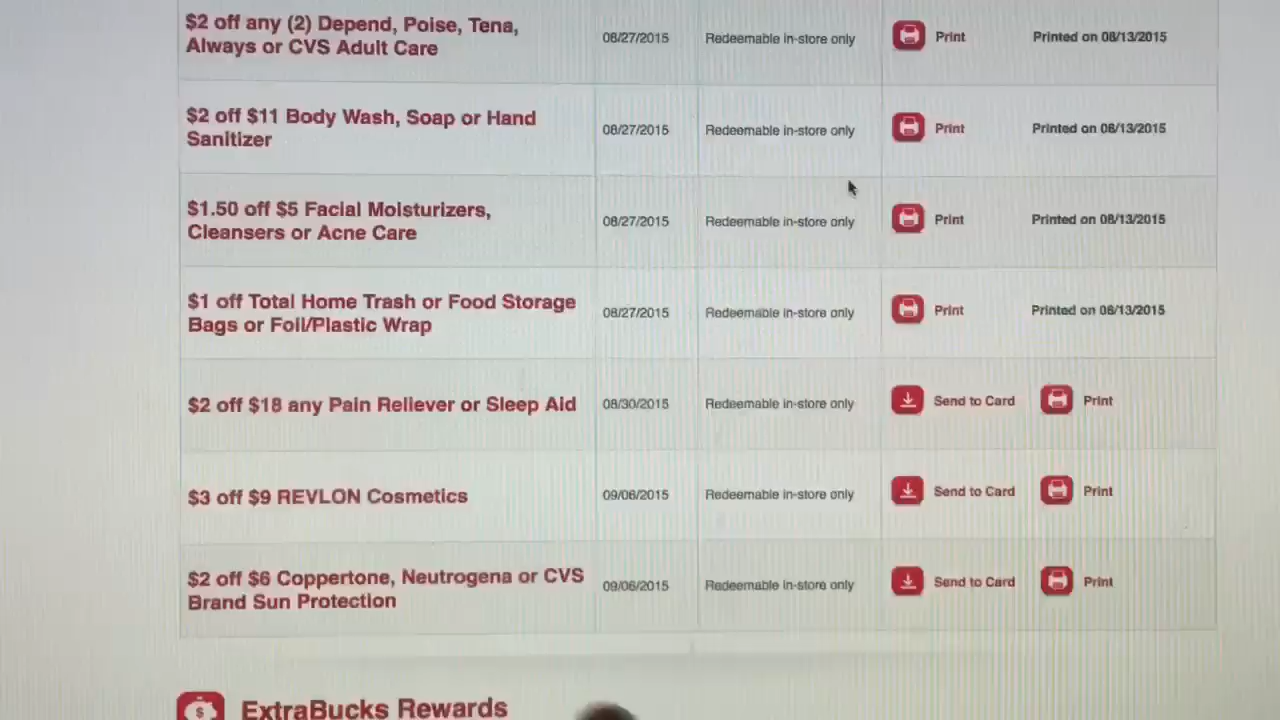 $2 off any (2) Depend, Poise, Tena,
Always or CVS Adult Care
08/27/2015
Redeemable in-store only
Print
Printed on 08/13/2015
$2 off $11 Body Wash, Soap or Hand
Sanitizer
08/27/2015
Redeemable in-store only
Print
Printed on 08/13/2015
$1.50 off $5 Facial Moisturizers,
Cleansers or Acne Care
08/27/2015
Redeemable in-store only
Print
Printed on 08/13/2015
$1 off Total Home Trash or Food Storage
Bags or Foil/Plastic Wrap
08/27/2015
Redeemable in-store only
Print
Printed on 08/13/2015
$2 off $18 any Pain Reliever or Sleep Aid
08/30/2015
Redeemable in-store only
Send to Card
Print
$3 off $9 REVLON Cosmetics
09/06/2015
Redeemable in-store only
Send to Card
Print
$2 off $6 Coppertone, Neutrogena or CVS
Brand Sun Protection
09/06/2015
Redeemable in-store only
Send to Card
Print
$
ExtraBucks Rewards